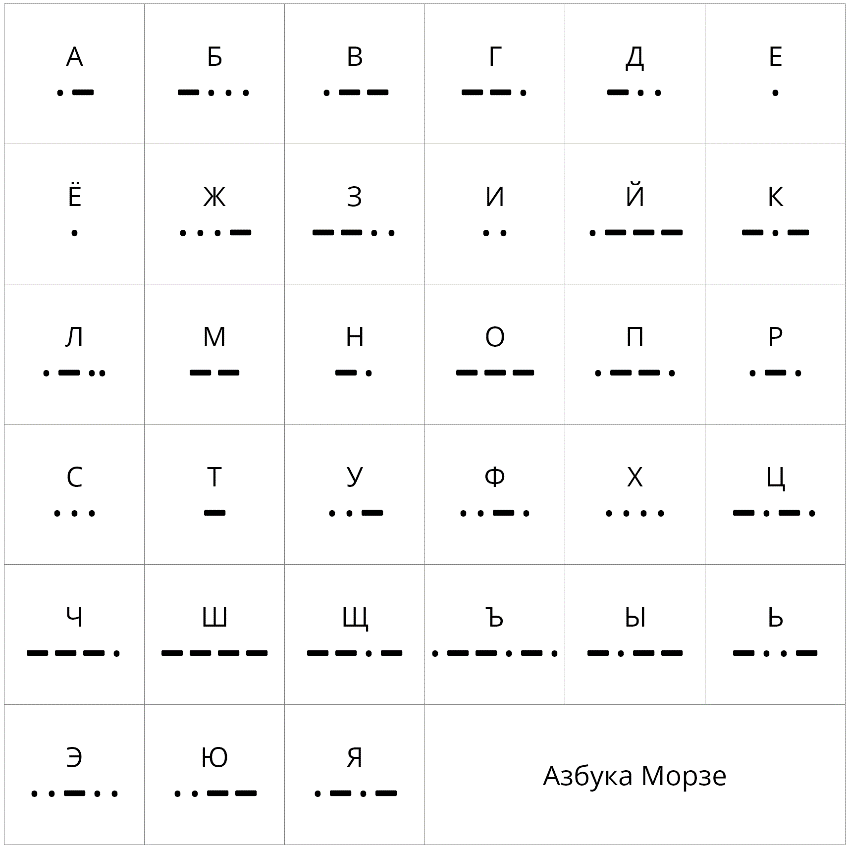 А Б В Г Д Е
.— —... .—— ——. —.. .
Ё Ж З И Й К
. ...— ——.. .. .——— —.—
Л М Н О П Р
.—.. —— —. ——— .——. .—.
С Т У Ф Х Ц
... — ..— ..—. .... —.—.
Ч Ш Щ Ъ Ы Ь
———. ———— ——.— .——.—. —.—— —..—
Э Ю Я
..—.. ..—— .—.—
Азбука Морзе